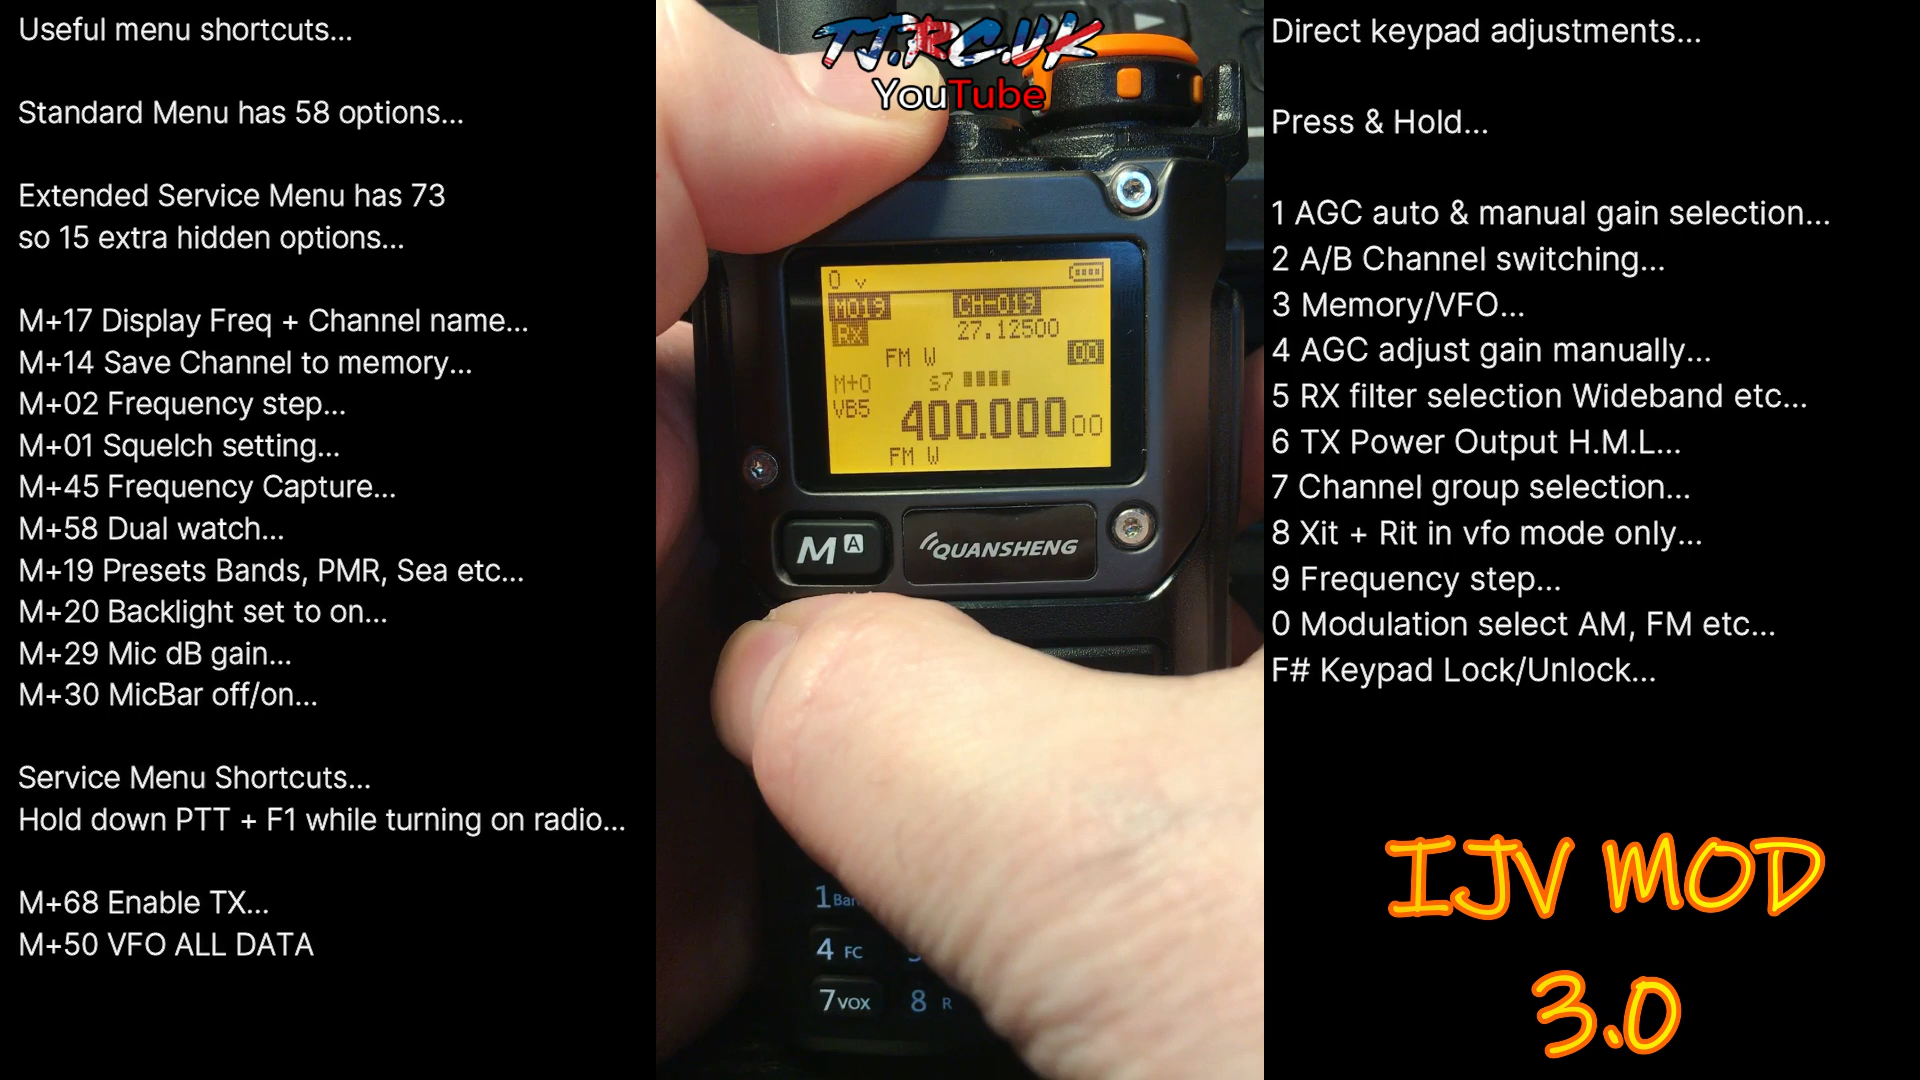 Useful menu shortcuts...
Standard Menu has 58 options...
Extended Service Menu has 73
so 15 extra hidden options...
M+17 Display Freq + Channel name...
M+14 Save Channel to memory...
M+02 Frequency step...
M+01 Squelch setting...
M+45 Frequency Capture...
M+58 Dual watch...
M+19 Presets Bands, PMR, Sea etc...
M+20 Backlight set to on...
M+29 Mic dB gain...
M+30 MicBar off/on...
Service Menu Shortcuts...
Hold down PTT + F1 while turning on radio...
M+68 Enable TX...
M+50 VFO ALL DATA
TJ.RC.UK
YouTube
0 v
M019 CH-019
Rx 27.12500
FM W 00
M+0 s7
VB5 400.00000
FM W
M A
QUANSHENG
1
4 FC
7 VOX 8 R
Direct keypad adjustments...
Press & Hold...
1 AGC auto & manual gain selection...
2 A/B Channel switching...
3 Memory/VFO...
4 AGC adjust gain manually...
5 RX filter selection Wideband etc...
6 TX Power Output H.M.L...
7 Channel group selection...
8 Xit + Rit in vfo mode only...
9 Frequency step...
0 Modulation select AM, FM etc...
F# Keypad Lock/Unlock...
IJV MOD
3.0